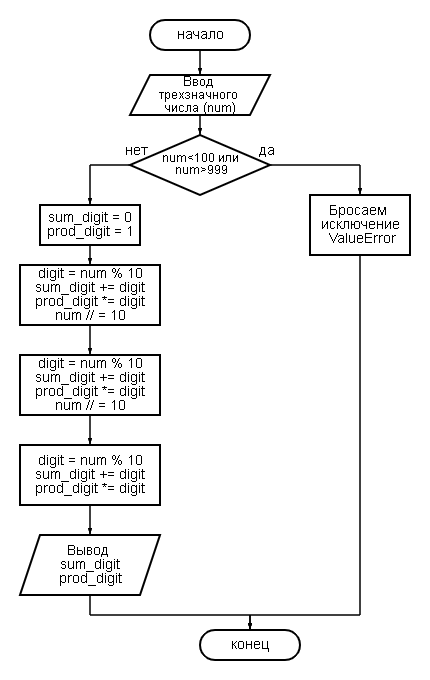 начало
Ввод
трехзначного
числа (num)
нет
да
num<100 или
num>999
sum_digit = 0
prod_digit = 1
Бросаем
исключение
ValueError
digit = num % 10
sum_digit += digit
prod_digit *= digit
num // = 10
digit = num % 10
sum_digit += digit
prod_digit *= digit
num // = 10
digit = num % 10
sum_digit += digit
prod_digit *= digit
Вывод
sum_digit
prod_digit
конец